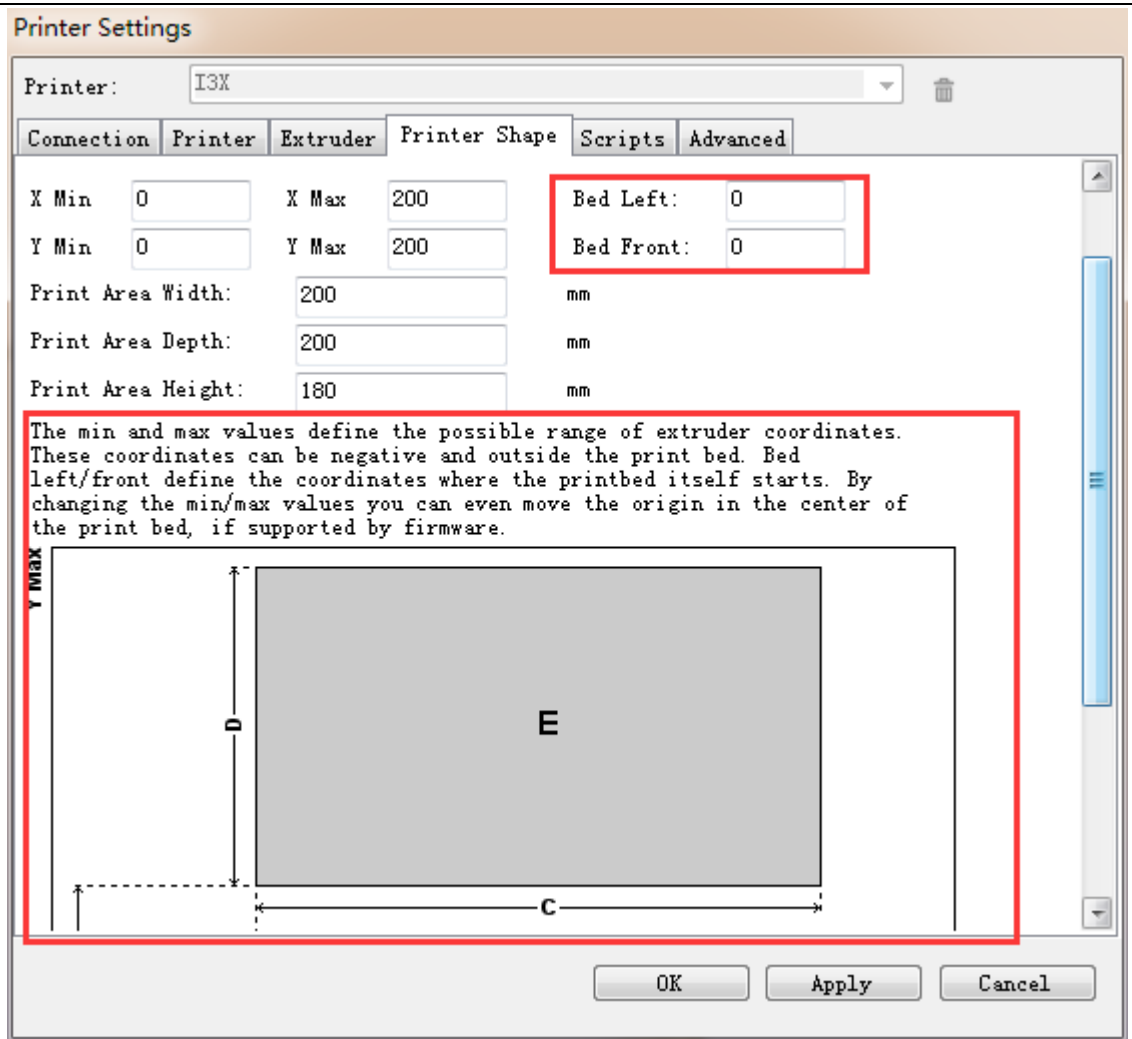 Printer Settings
Printer: I3X
Connection Printer Extruder Printer Shape Scripts Advanced
X Min 0 X Max 200 Bed Left: 0
Y Min 0 Y Max 200 Bed Front: 0
Print Area Width: 200 mm
Print Area Depth: 200 mm
Print Area Height: 180 mm
The min and max values define the possible range of extruder coordinates.
These coordinates can be negative and outside the print bed. Bed
left/front define the coordinates where the printbed itself starts. By
changing the min/max values you can even move the origin in the center of
the print bed, if supported by firmware.
Y Max
D
E
C
OK Apply Cancel